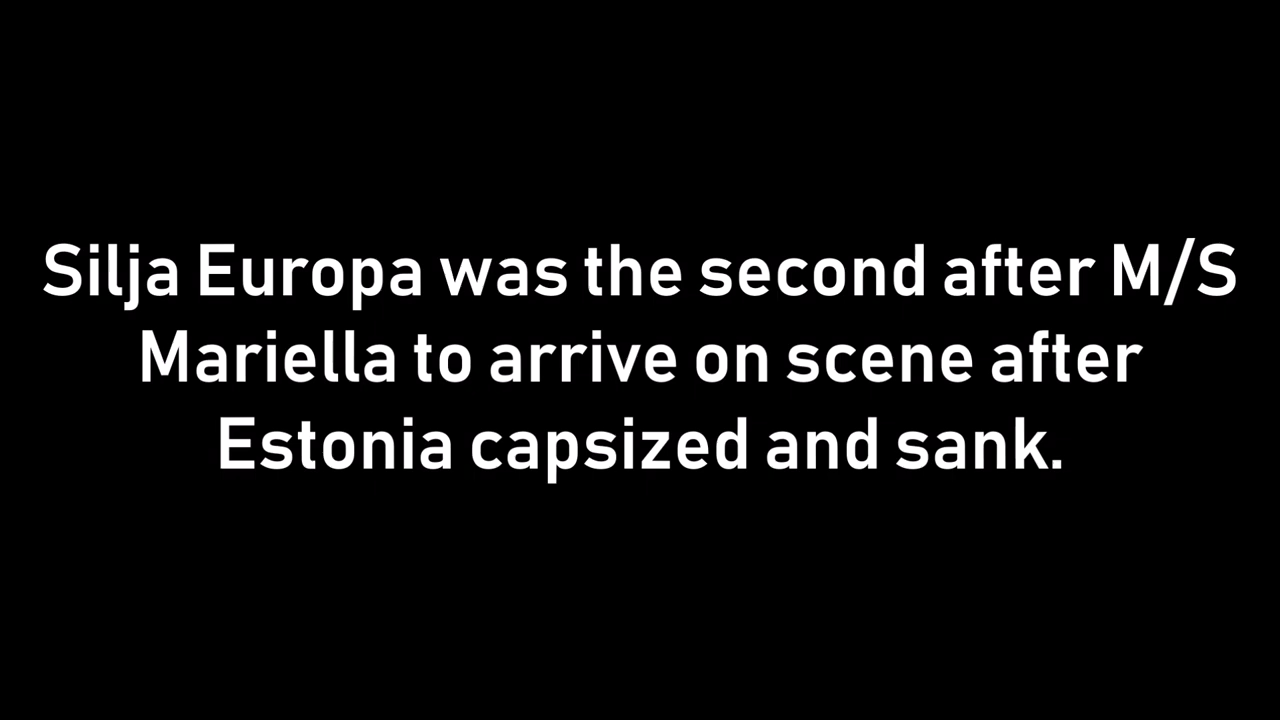 Silja Europa was the second after M/S
Mariella to arrive on scene after
Estonia capsized and sank.